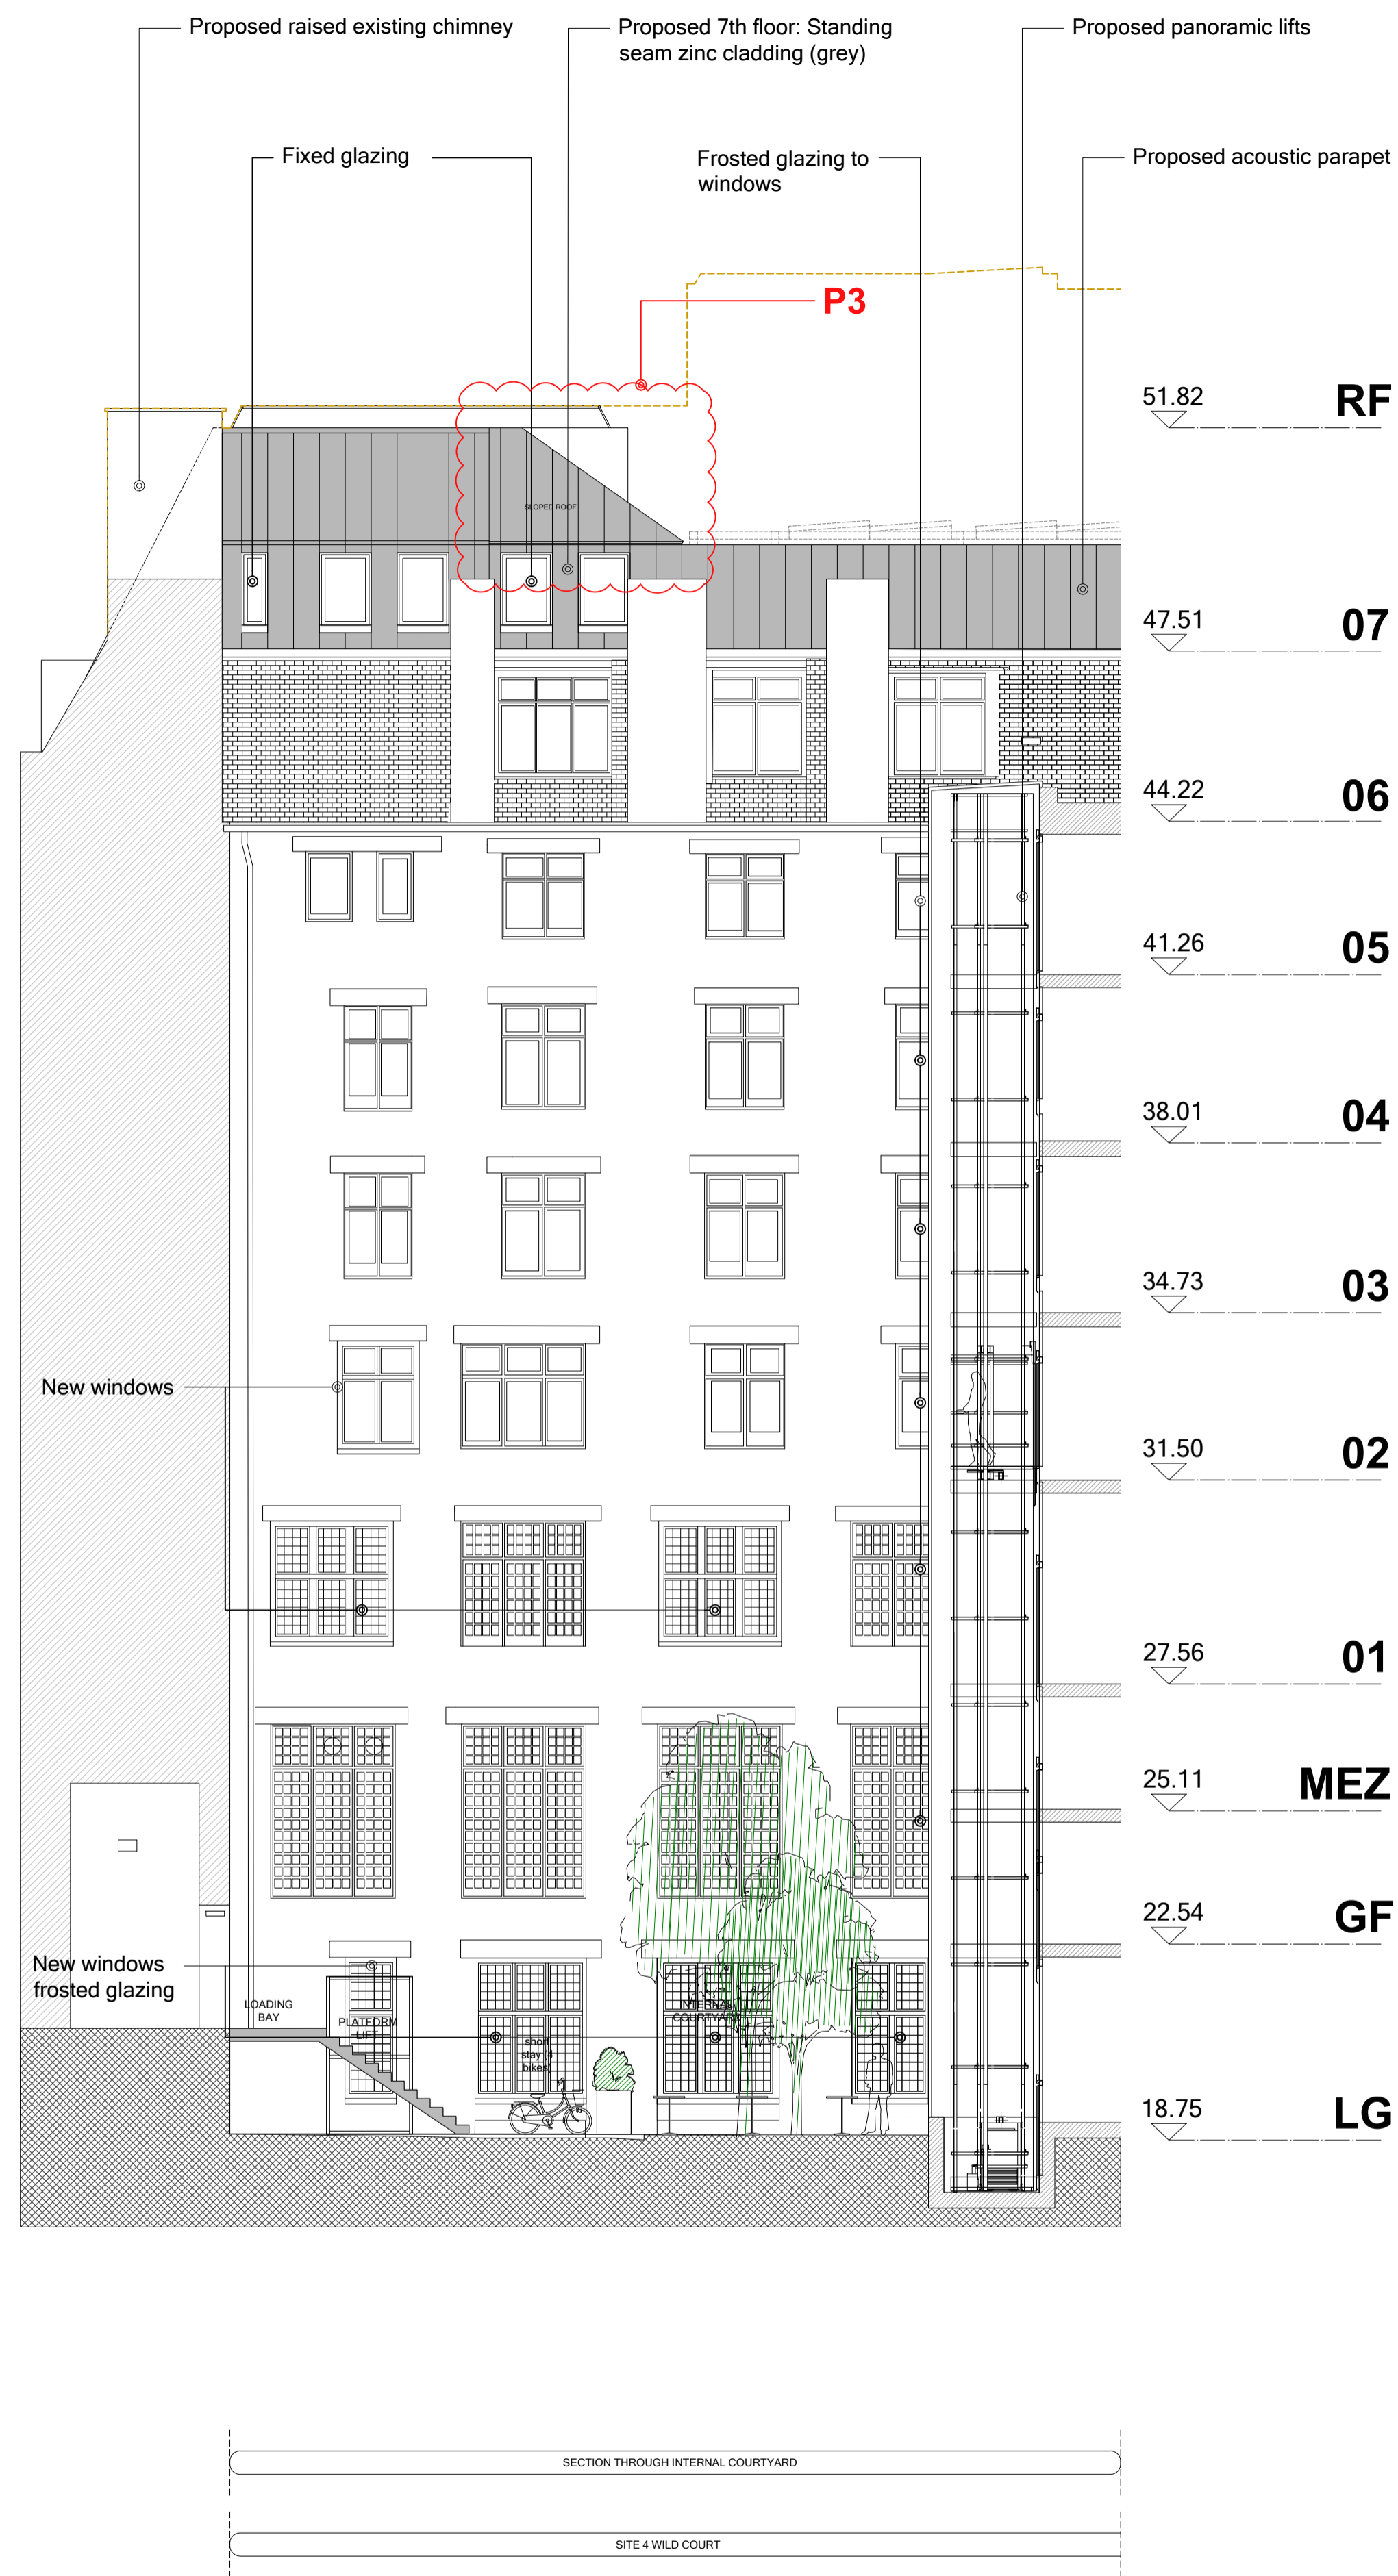 Proposed raised existing chimney
Proposed 7th floor: Standing
seam zinc cladding (grey)
Proposed panoramic lifts
Fixed glazing
Frosted glazing to
windows
Proposed acoustic parapet
P3
51.82 RF
SLOPED ROOF
47.51 07
44.22 06
41.26 05
38.01 04
34.73 03
New windows
31.50 02
27.56 01
25.11 MEZ
22.54 GF
New windows
frosted glazing
LOADING
BAY
PLATFORM
LIFT
short
stay (4
bikes)
INTERNAL
COURTYARD
18.75 LG
SECTION THROUGH INTERNAL COURTYARD
SITE 4 WILD COURT